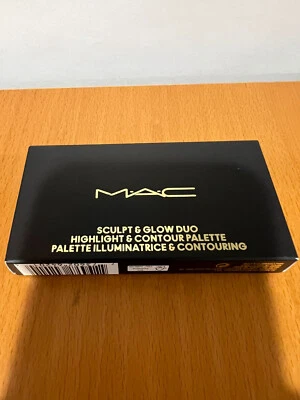 M·A·C
SCULPT & GLOW DUO
HIGHLIGHT & CONTOUR PALETTE
PALETTE ILLUMINATRICE & CONTOURING